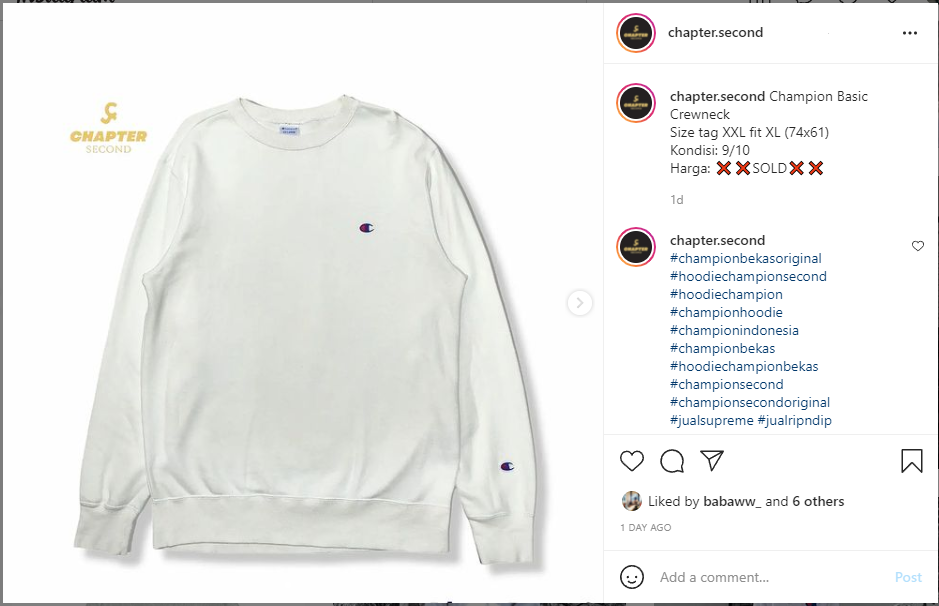 CHAPTER
SECOND
chapter.second
chapter.second Champion Basic
Crewneck
Size tag XXL fit XL (74x61)
Kondisi: 9/10
Harga: ❌❌SOLD❌❌
1d
chapter.second
#championbekasoriginal
#hoodiechampionsecond
#hoodiechampion
#championhoodie
#championindonesia
#championbekas
#hoodiechampionbekas
#championsecond
#championsecondoriginal
#jualsupreme #jualripndip
Liked by babaww_ and 6 others
1 DAY AGO
Add a comment...
Post